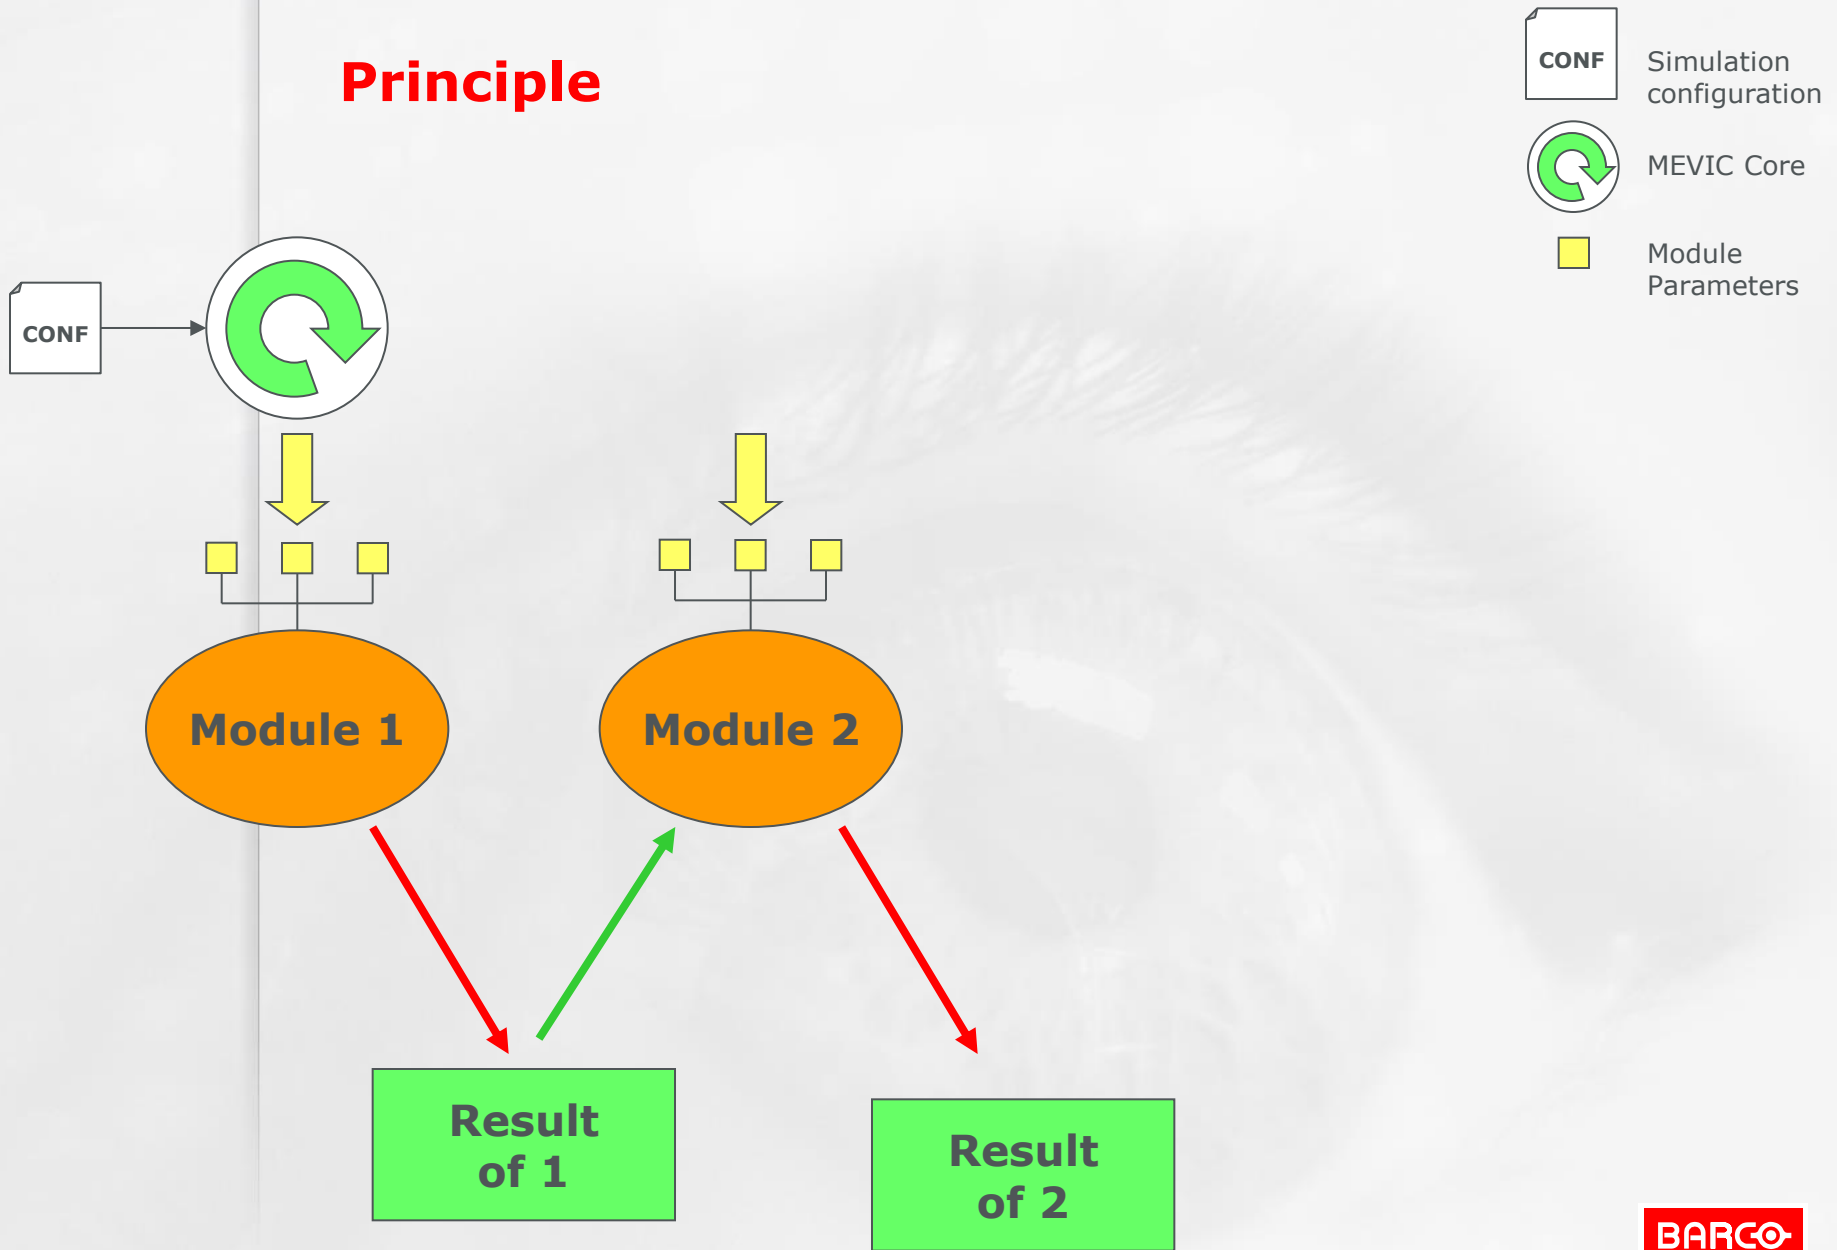 Principle
CONF
Simulation
configuration
MEVIC Core
Module
Parameters
CONF
Module 1
Module 2
Result
of 1
Result
of 2
BARCO